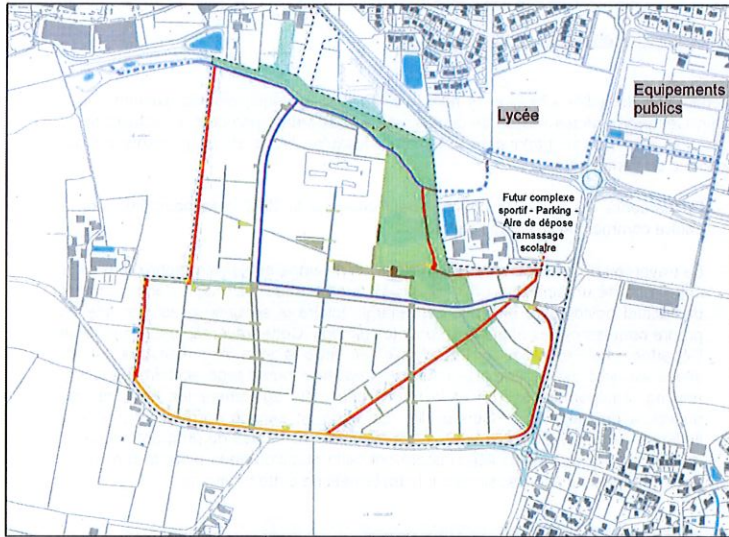 Lycée
Equipements
publics
Futur complexe
sportif - Parking -
Aire de dépose
ramassage
scolaire